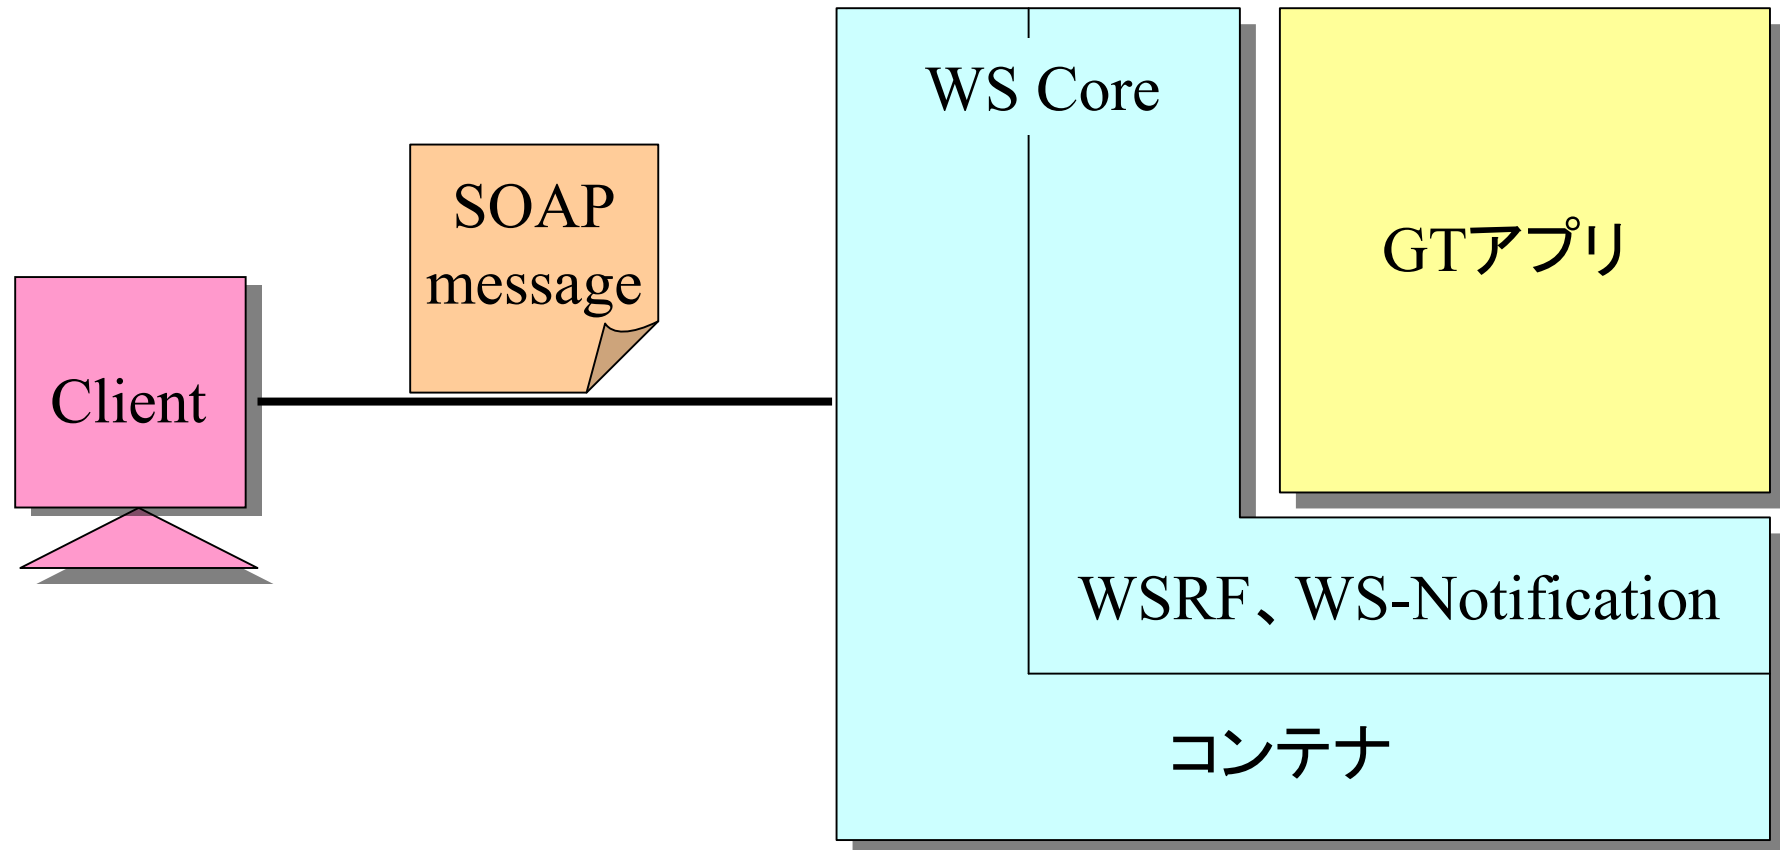 WS Core
SOAP
message
GTアプリ
Client
WSRF、WS-Notification
コンテナ